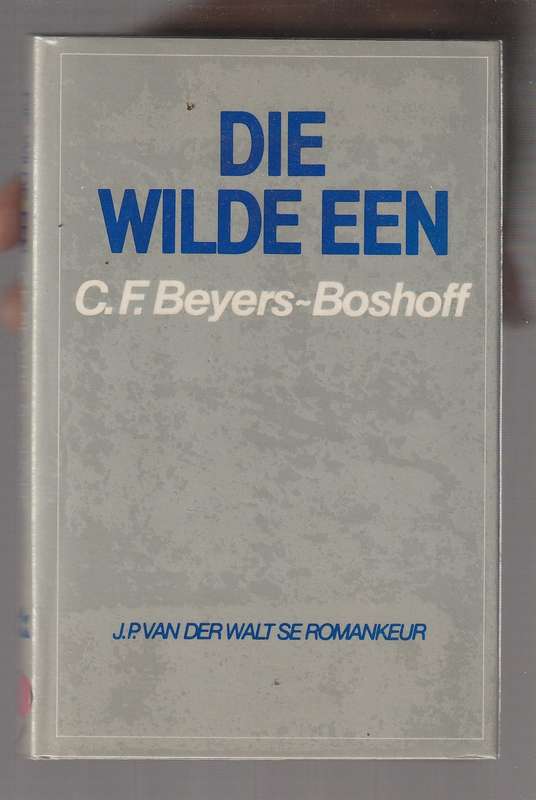 DIE
WILDE EEN
C.F. Beyers~Boshoff
J.P. VAN DER WALT SE ROMANKEUR